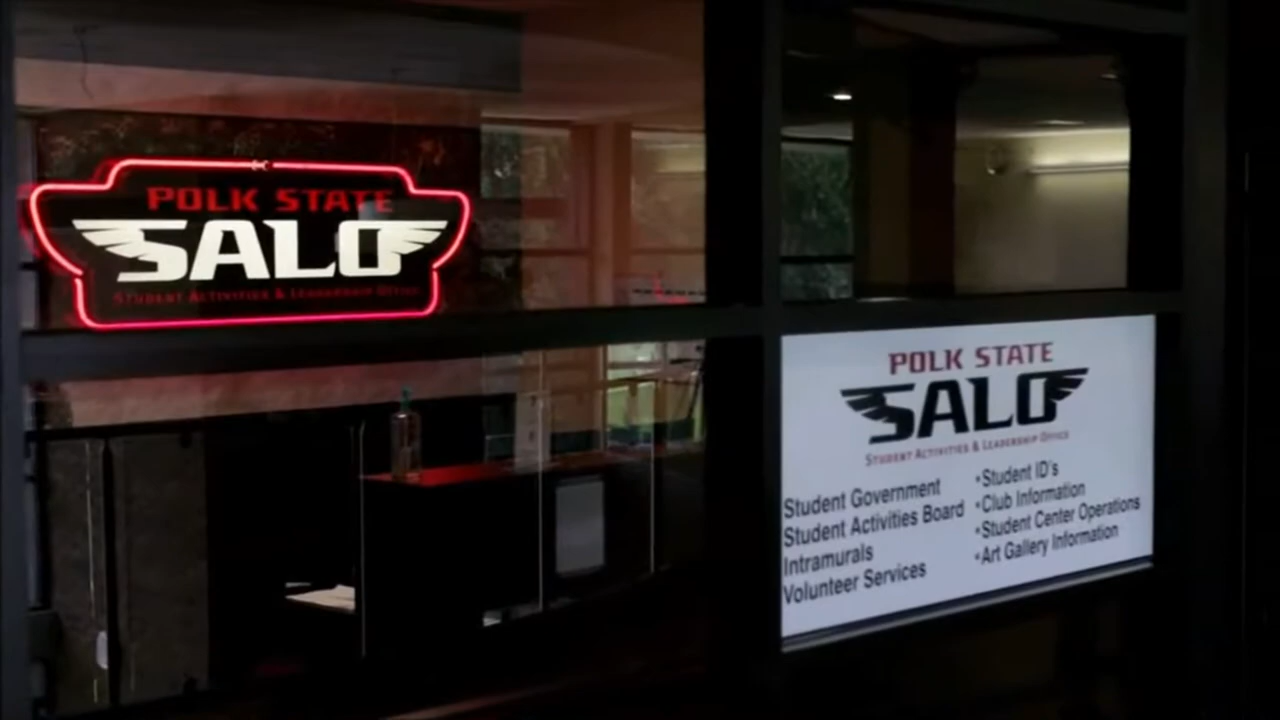 POLK STATE
SALO
STUDENT ACTIVITIES & LEADERSHIP OFFICE
POLK STATE
SALO
STUDENT ACTIVITIES & LEADERSHIP OFFICE
Student Government
Student Activities Board
Intramurals
Volunteer Services
•Student ID's
•Club Information
•Student Center Operations
•Art Gallery Information